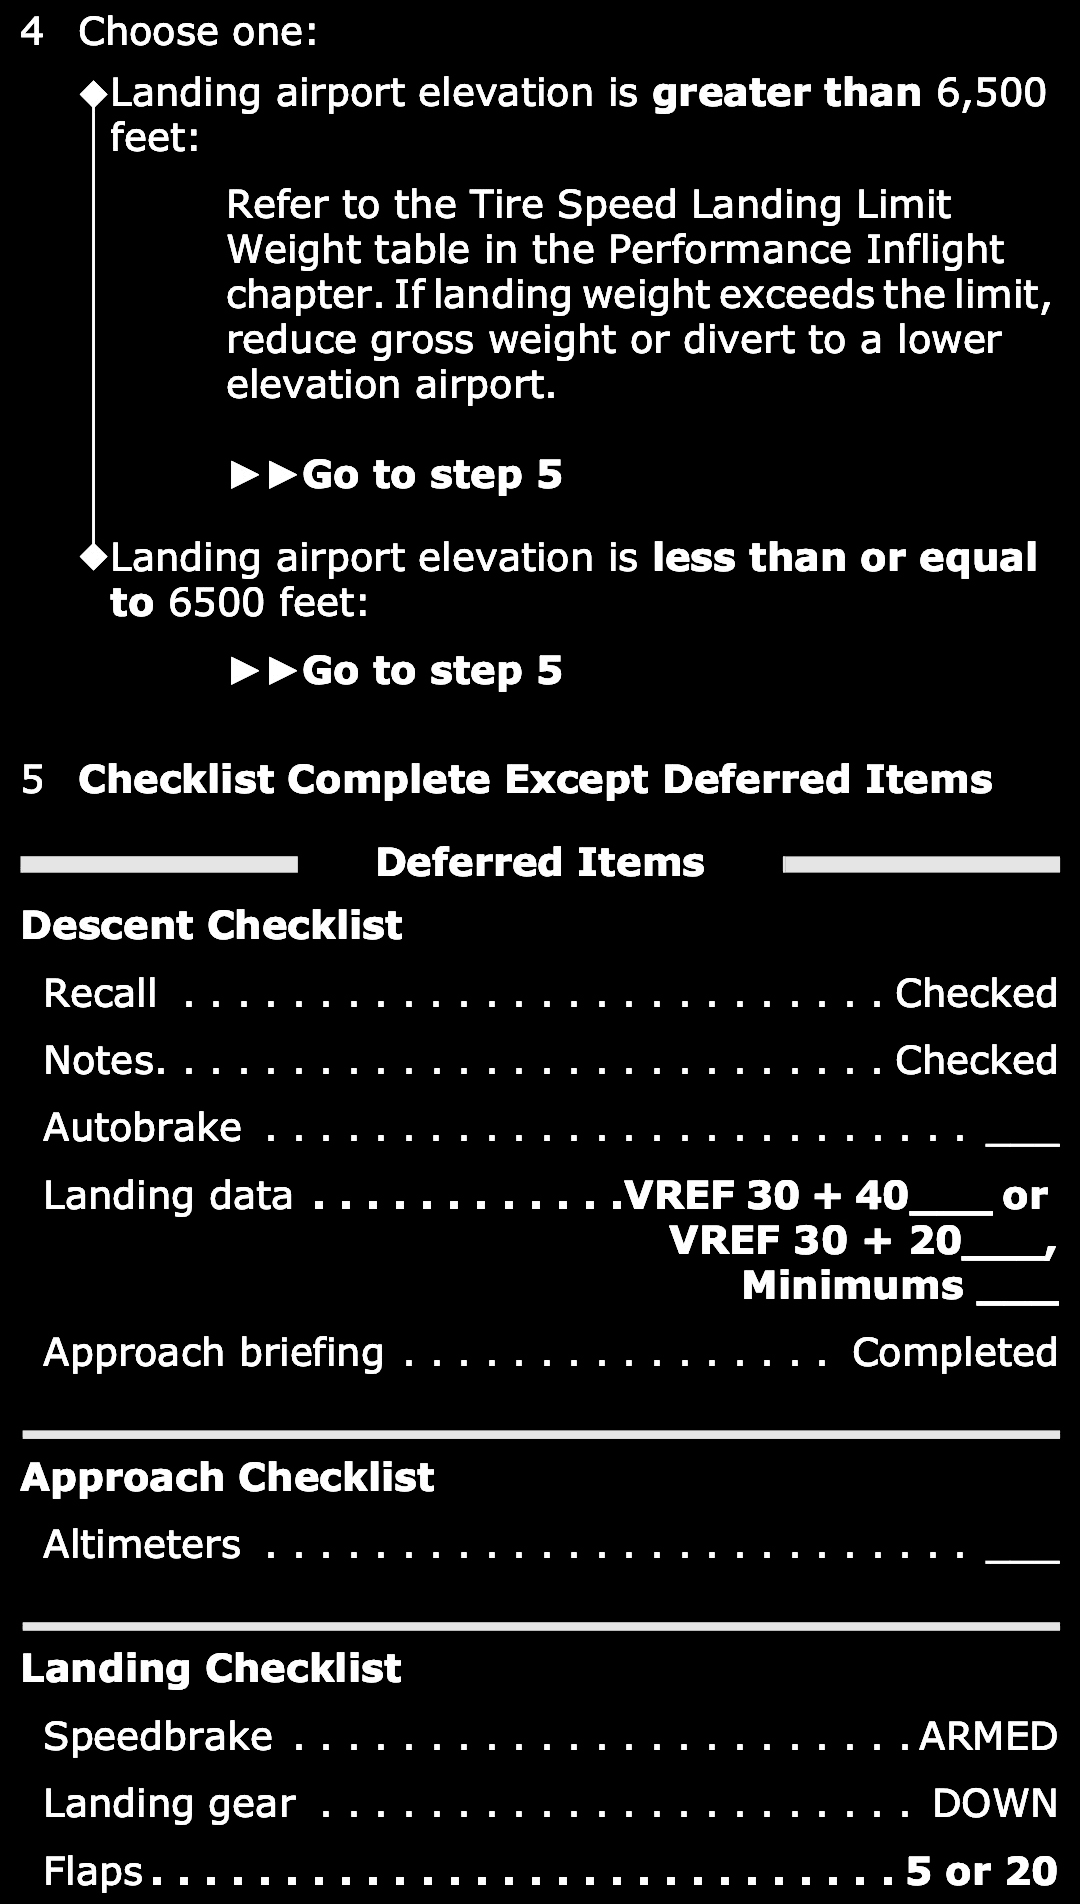 4 Choose one:
◆Landing airport elevation is greater than 6,500
feet:
Refer to the Tire Speed Landing Limit
Weight table in the Performance Inflight
chapter. If landing weight exceeds the limit,
reduce gross weight or divert to a lower
elevation airport.
►►Go to step 5
◆Landing airport elevation is less than or equal
to 6500 feet:
►►Go to step 5
5 Checklist Complete Except Deferred Items
Deferred Items
Descent Checklist
Recall . . . . . . . . . . . . . . . . . . . . . . . . . . Checked
Notes. . . . . . . . . . . . . . . . . . . . . . . . . . . Checked
Autobrake . . . . . . . . . . . . . . . . . . . . . . . . . . ___
Landing data . . . . . . . . . . . .VREF 30 + 40____ or
VREF 30 + 20____,
Minimums ____
Approach briefing . . . . . . . . . . . . . . . . Completed
Approach Checklist
Altimeters . . . . . . . . . . . . . . . . . . . . . . . . . . ___
Landing Checklist
Speedbrake . . . . . . . . . . . . . . . . . . . . . . . ARMED
Landing gear . . . . . . . . . . . . . . . . . . . . . . DOWN
Flaps. . . . . . . . . . . . . . . . . . . . . . . . . . . . 5 or 20